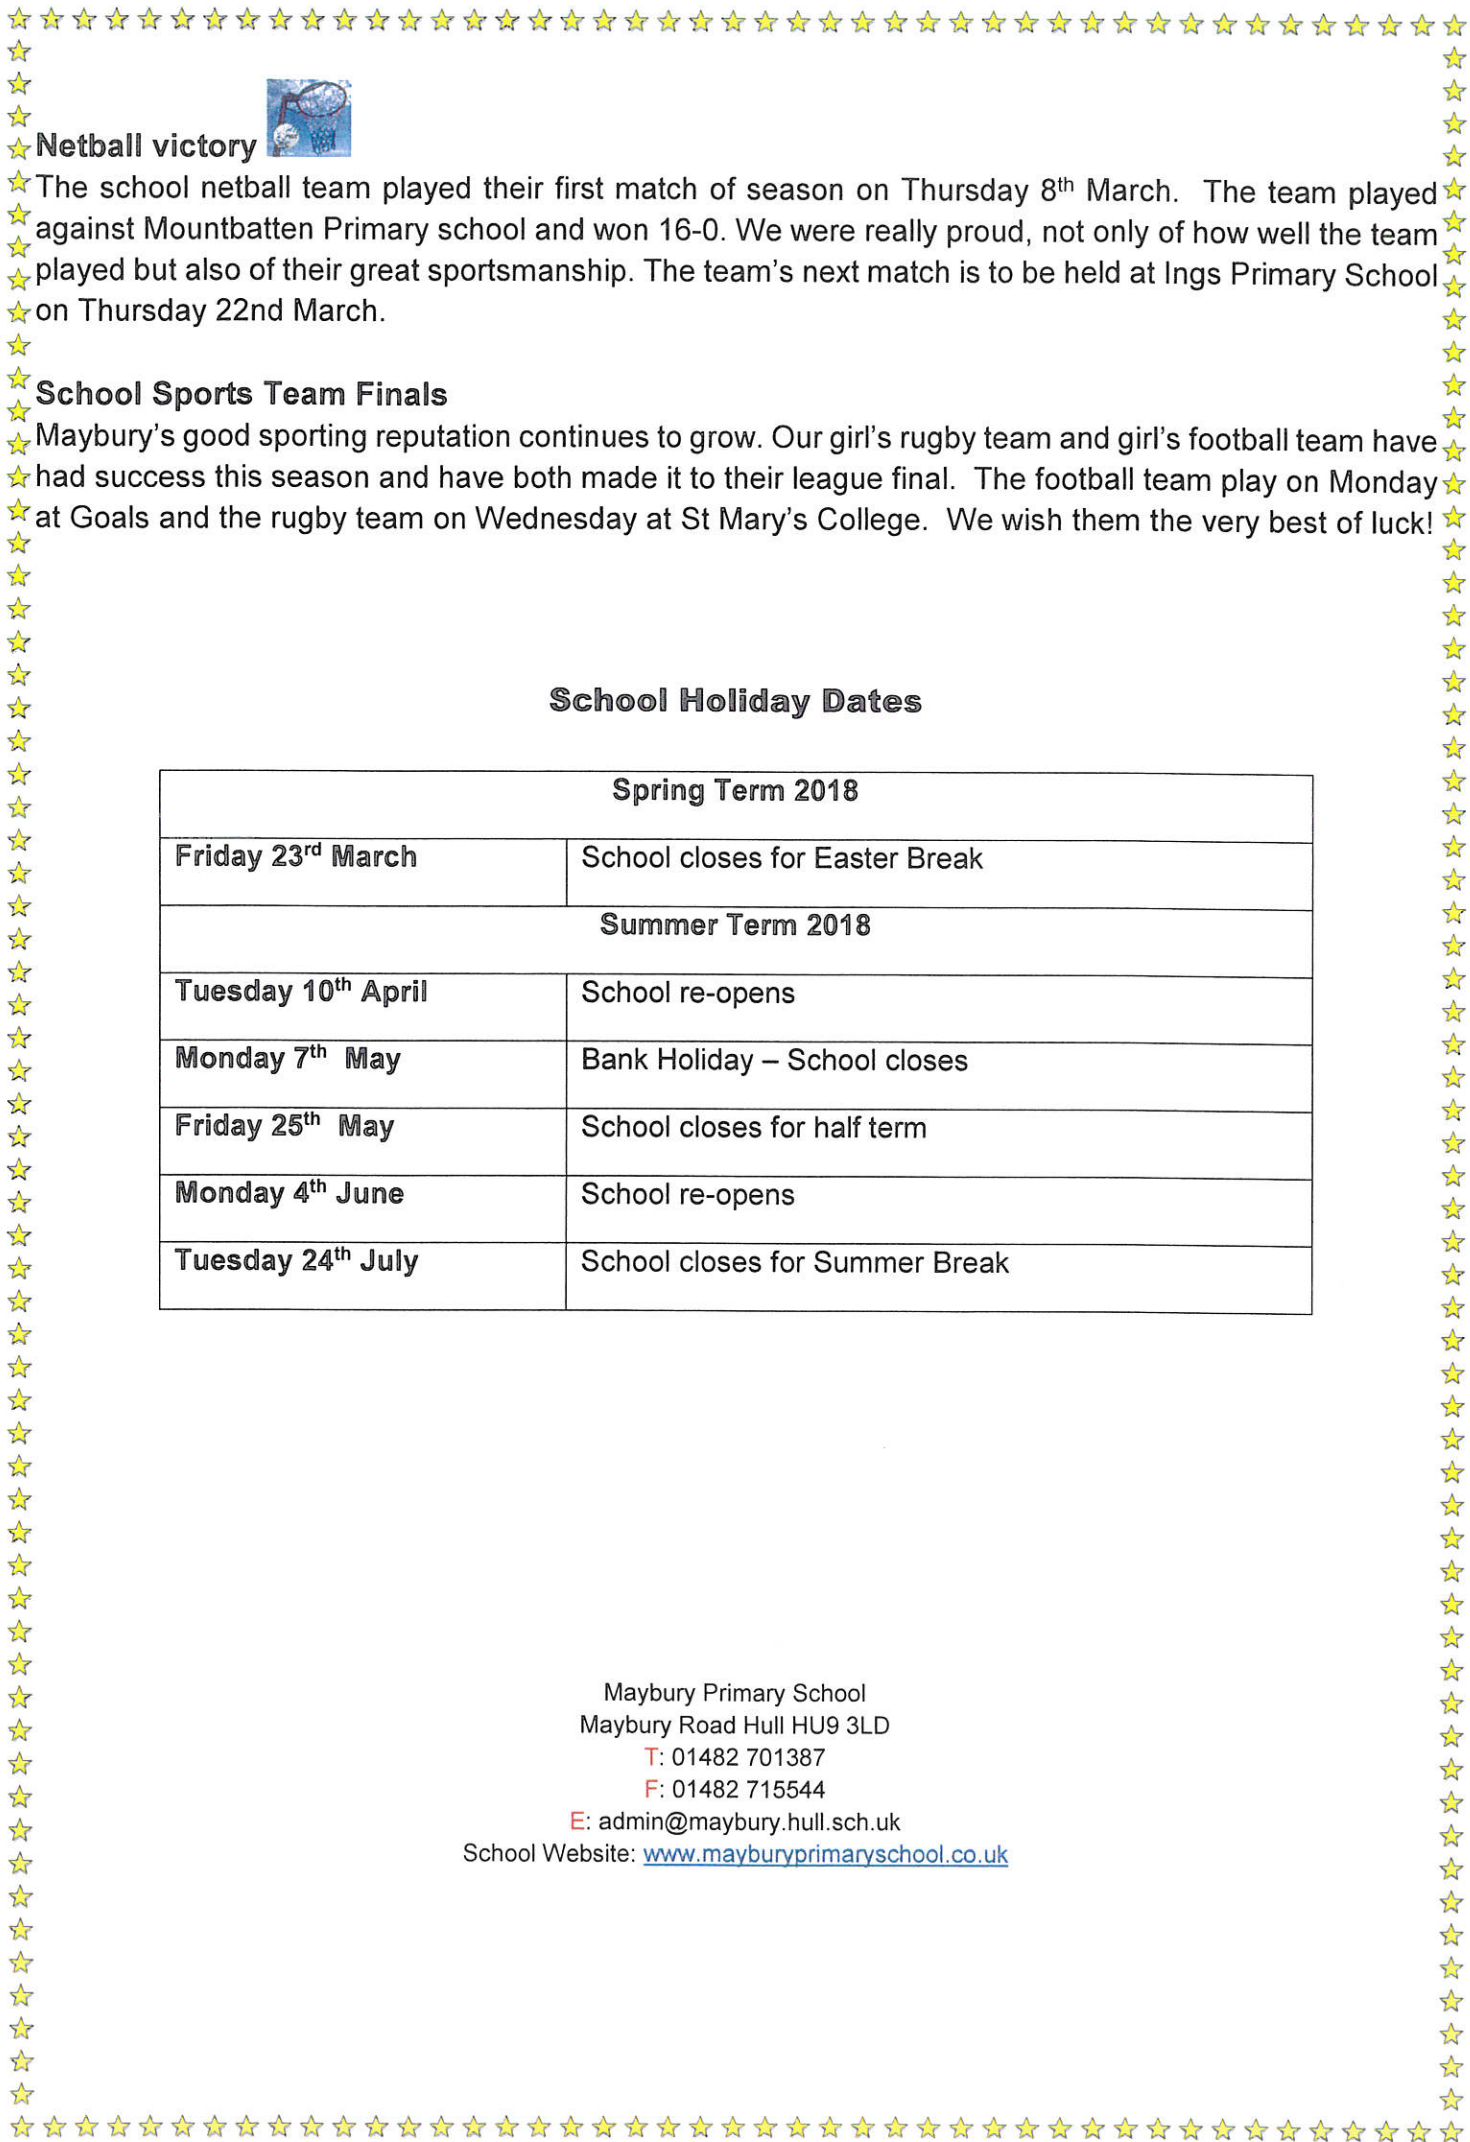 Netball victory
The school netball team played their first match of season on Thursday 8th March.  The team played
against Mountbatten Primary school and won 16-0. We were really proud, not only of how well the team
played but also of their great sportsmanship. The team's next match is to be held at Ings Primary School
on Thursday 22nd March.
School Sports Team Finals
Maybury's good sporting reputation continues to grow. Our girl's rugby team and girl's football team have
had success this season and have both made it to their league final.  The football team play on Monday
at Goals and the rugby team on Wednesday at St Mary's College.  We wish them the very best of luck!
School Holiday Dates
Spring Term 2018
Friday 23rd March School closes for Easter Break
Summer Term 2018
Tuesday 10th April School re-opens
Monday 7th  May Bank Holiday – School closes
Friday 25th  May School closes for half term
Monday 4th June School re-opens
Tuesday 24th July School closes for Summer Break
Maybury Primary School
Maybury Road Hull HU9 3LD
T: 01482 701387
F: 01482 715544
E: admin@maybury.hull.sch.uk
School Website: www.mayburyprimaryschool.co.uk